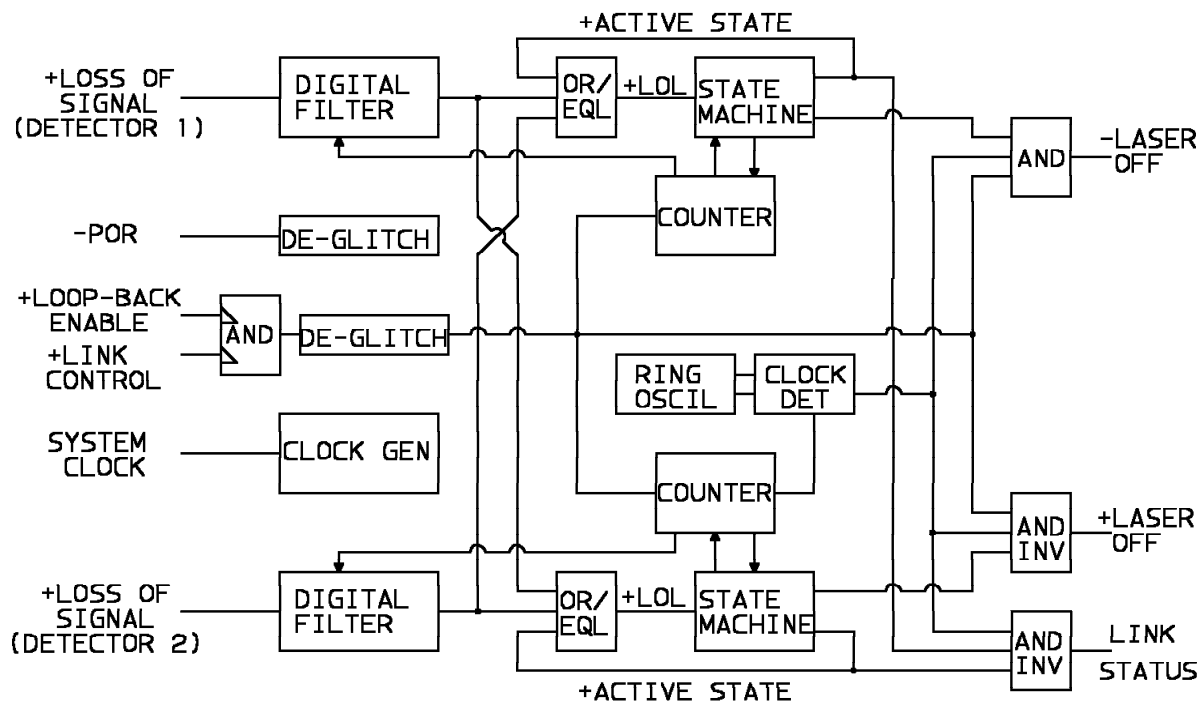 +ACTIVE STATE
+LOSS OF
SIGNAL
(DETECTOR 1)
DIGITAL
FILTER
OR/
EQL
+LOL
STATE
MACHINE
AND
-LASER
OFF
COUNTER
-POR
DE-GLITCH
+LOOP-BACK
ENABLE
+LINK
CONTROL
AND
DE-GLITCH
RING
OSCIL
CLOCK
DET
SYSTEM
CLOCK
CLOCK GEN
COUNTER
AND
INV
+LASER
OFF
+LOSS OF
SIGNAL
(DETECTOR 2)
DIGITAL
FILTER
OR/
EQL
+LOL
STATE
MACHINE
AND
INV
LINK
STATUS
+ACTIVE STATE